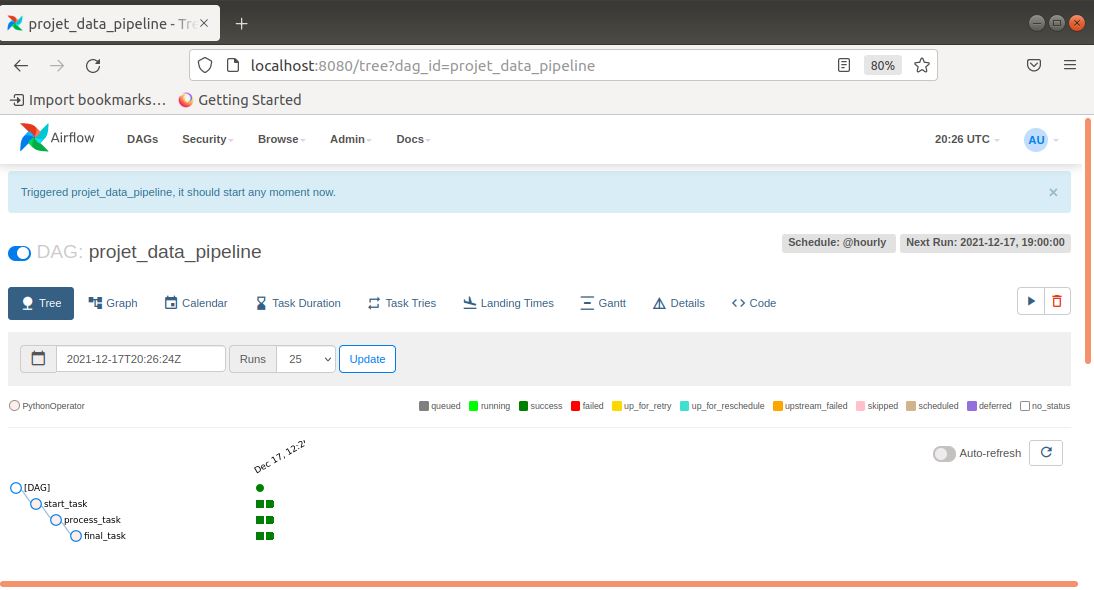 projet_data_pipeline - Tre
localhost:8080/tree?dag_id=projet_data_pipeline
80%
Import bookmarks…
Getting Started
Airflow
DAGs
Security
Browse
Admin
Docs
20:26 UTC
AU
Triggered projet_data_pipeline, it should start any moment now.
×
DAG: projet_data_pipeline
Schedule: @hourly
Next Run: 2021-12-17, 19:00:00
Tree
Graph
Calendar
Task Duration
Task Tries
Landing Times
Gantt
Details
Code
2021-12-17T20:26:24Z
Runs
25
Update
PythonOperator
queued
running
success
failed
up_for_retry
up_for_reschedule
upstream_failed
skipped
scheduled
deferred
no_status
Dec 17, 12:2
Auto-refresh
[DAG]
start_task
process_task
final_task